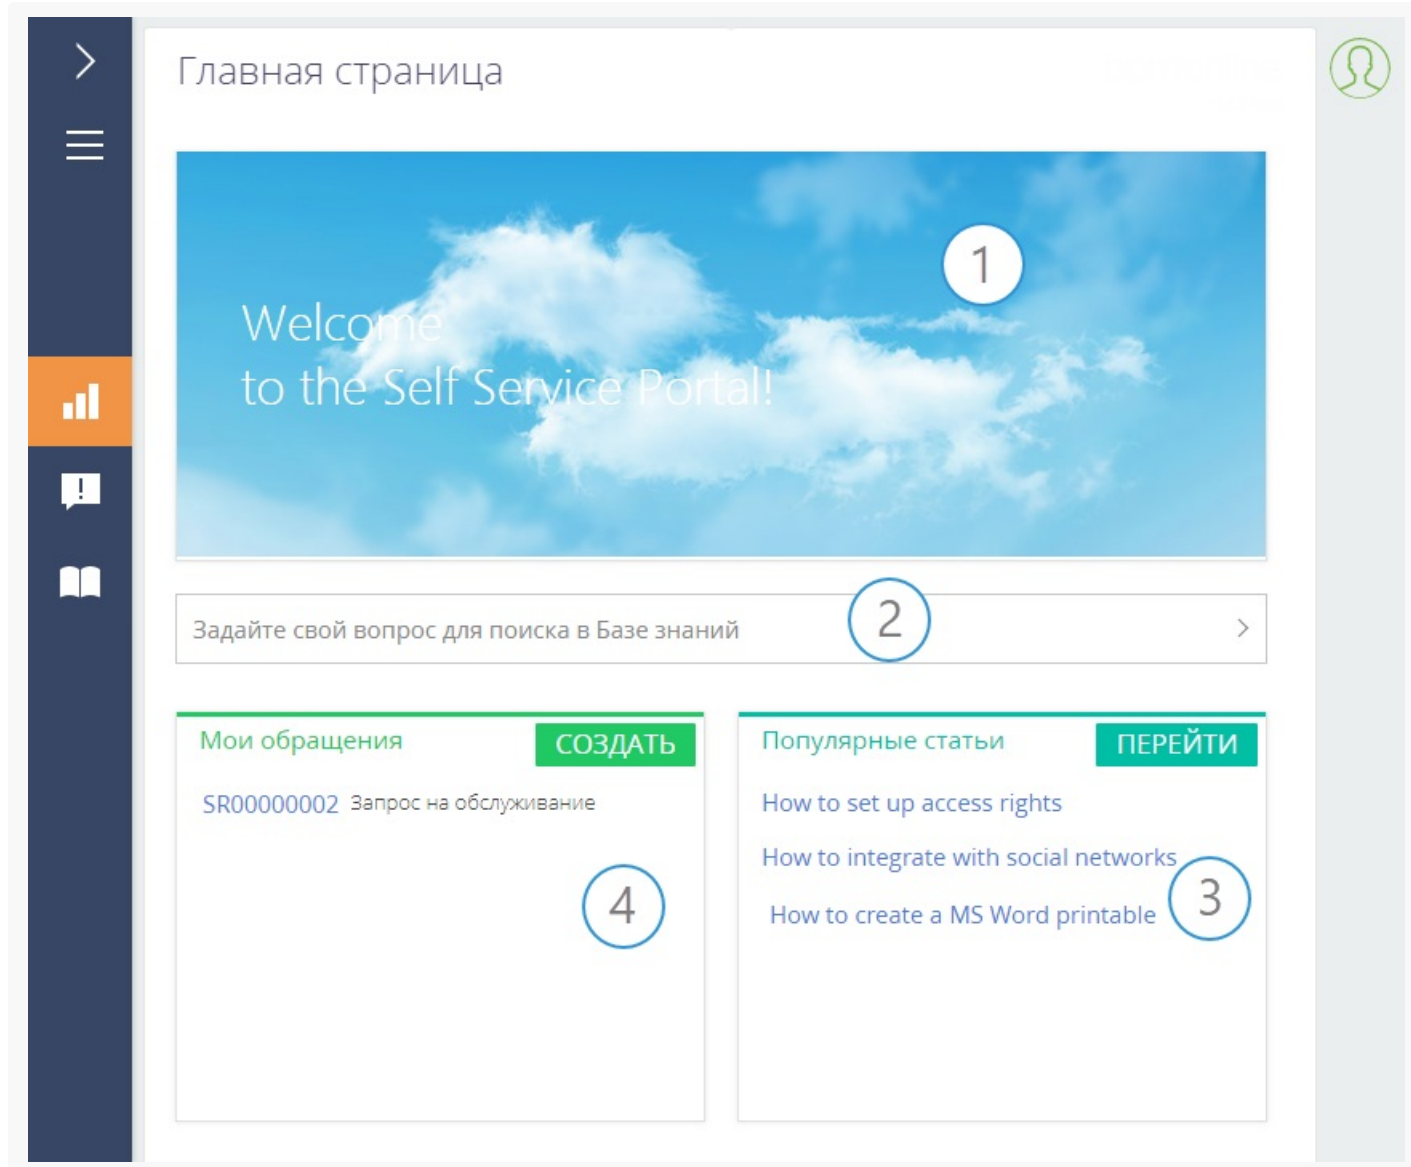 Главная страница
1
Welcome
to the Self Service Portal!
Задайте свой вопрос для поиска в Базе знаний
2
Мои обращения
СОЗДАТЬ
SR00000002 Запрос на обслуживание
4
Популярные статьи
ПЕРЕЙТИ
How to set up access rights
How to integrate with social networks
How to create a MS Word printable
3